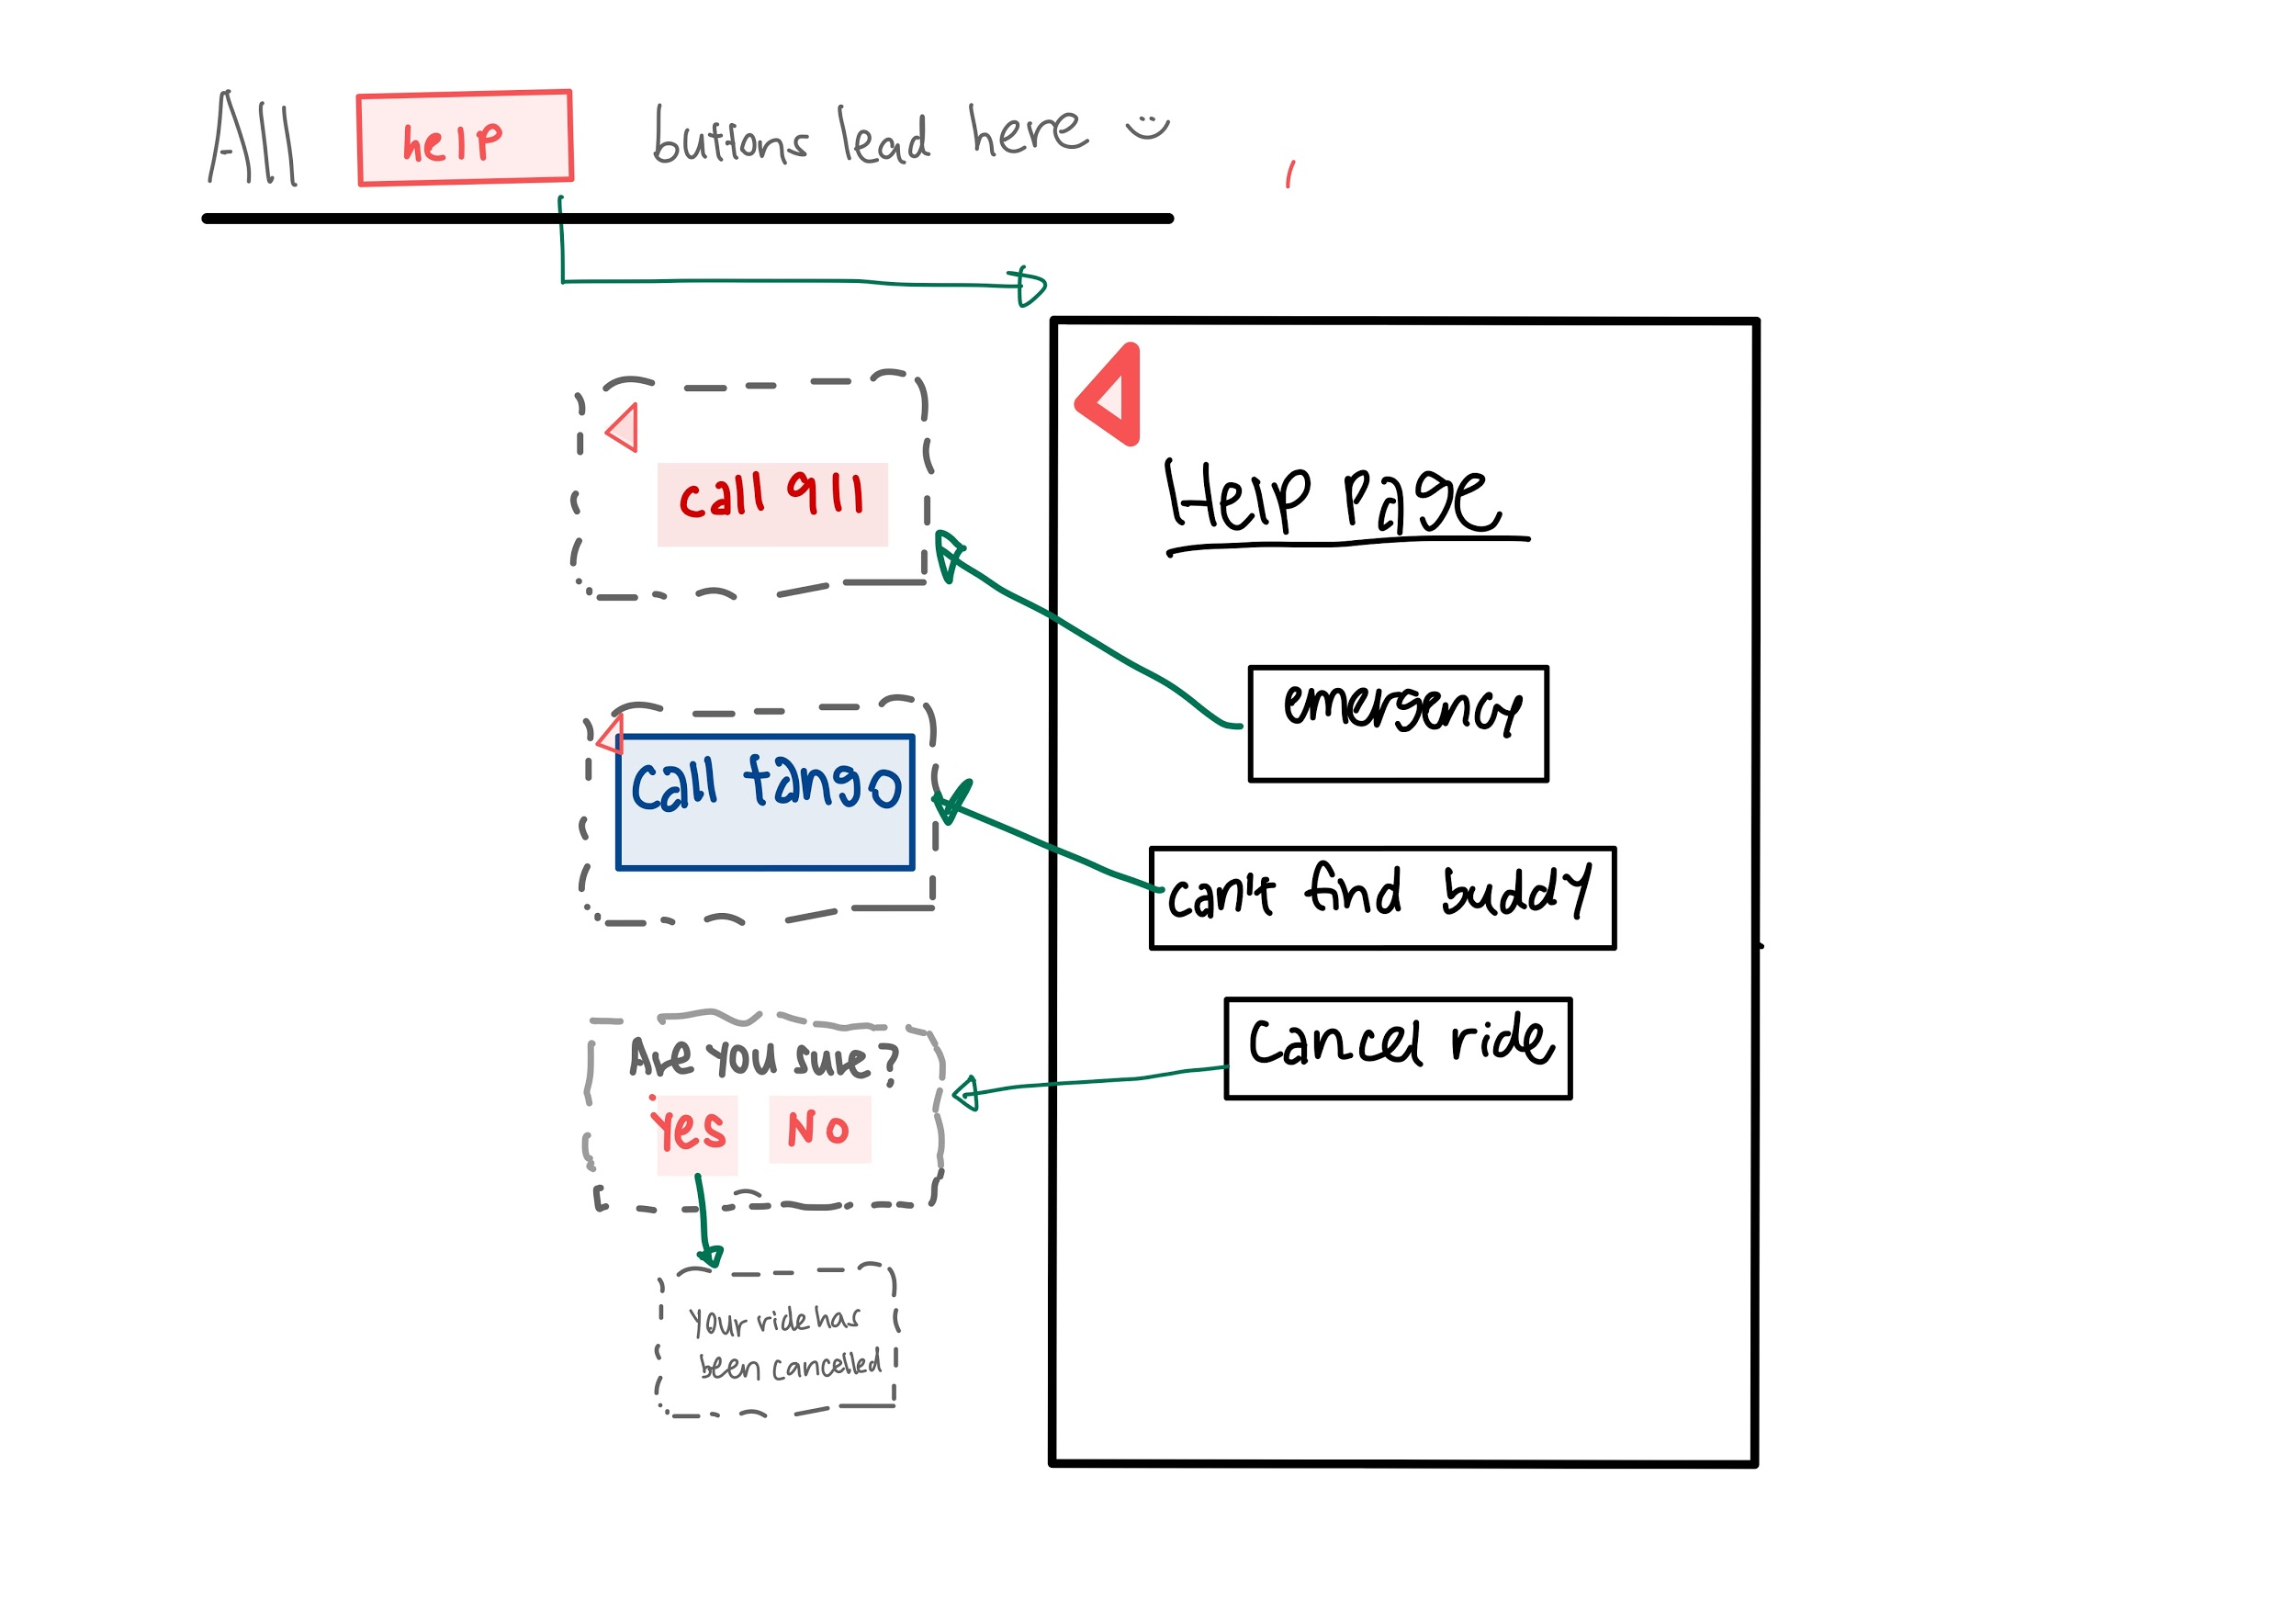 All help buttons lead here
Help Page
call 911
emergency
Call fango
can't find buddy
Cancel ride
Are you sure?
Yes No
Your ride has
been cancelled